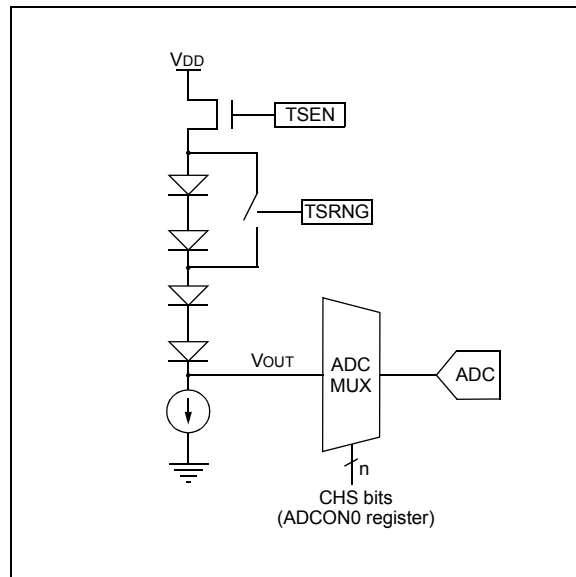 VDD
TSEN
TSRNG
VOUT
ADC
MUX
ADC
n
CHS bits
(ADCON0 register)